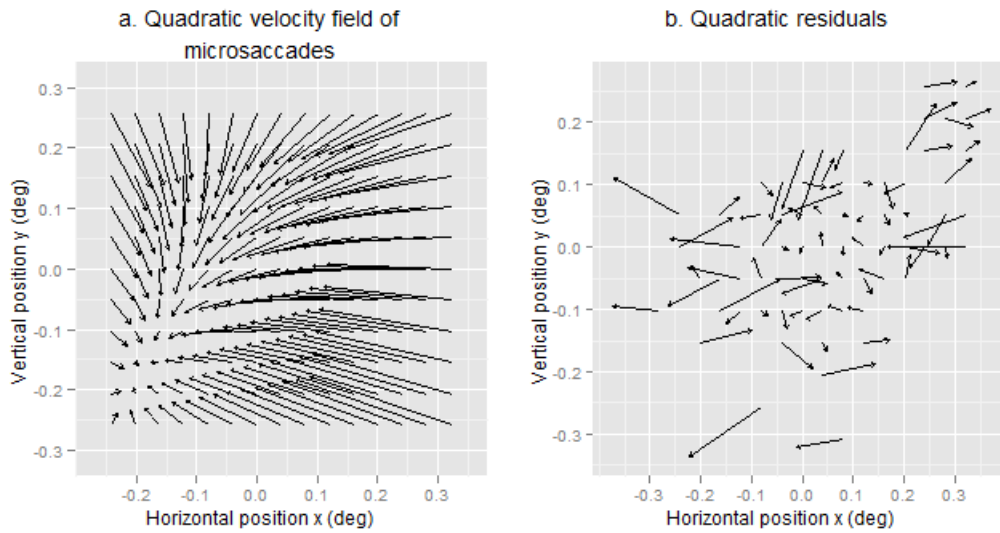 a. Quadratic velocity field of
microsaccades
0.3
0.2
0.1
0.0
-0.1
-0.2
-0.3
-0.2 -0.1 0.0 0.1 0.2 0.3
Horizontal position x (deg)
Vertical position y (deg)
b. Quadratic residuals
0.2
0.1
0.0
-0.1
-0.2
-0.3
-0.3 -0.2 -0.1 0.0 0.1 0.2 0.3
Horizontal position x (deg)
Vertical position y (deg)